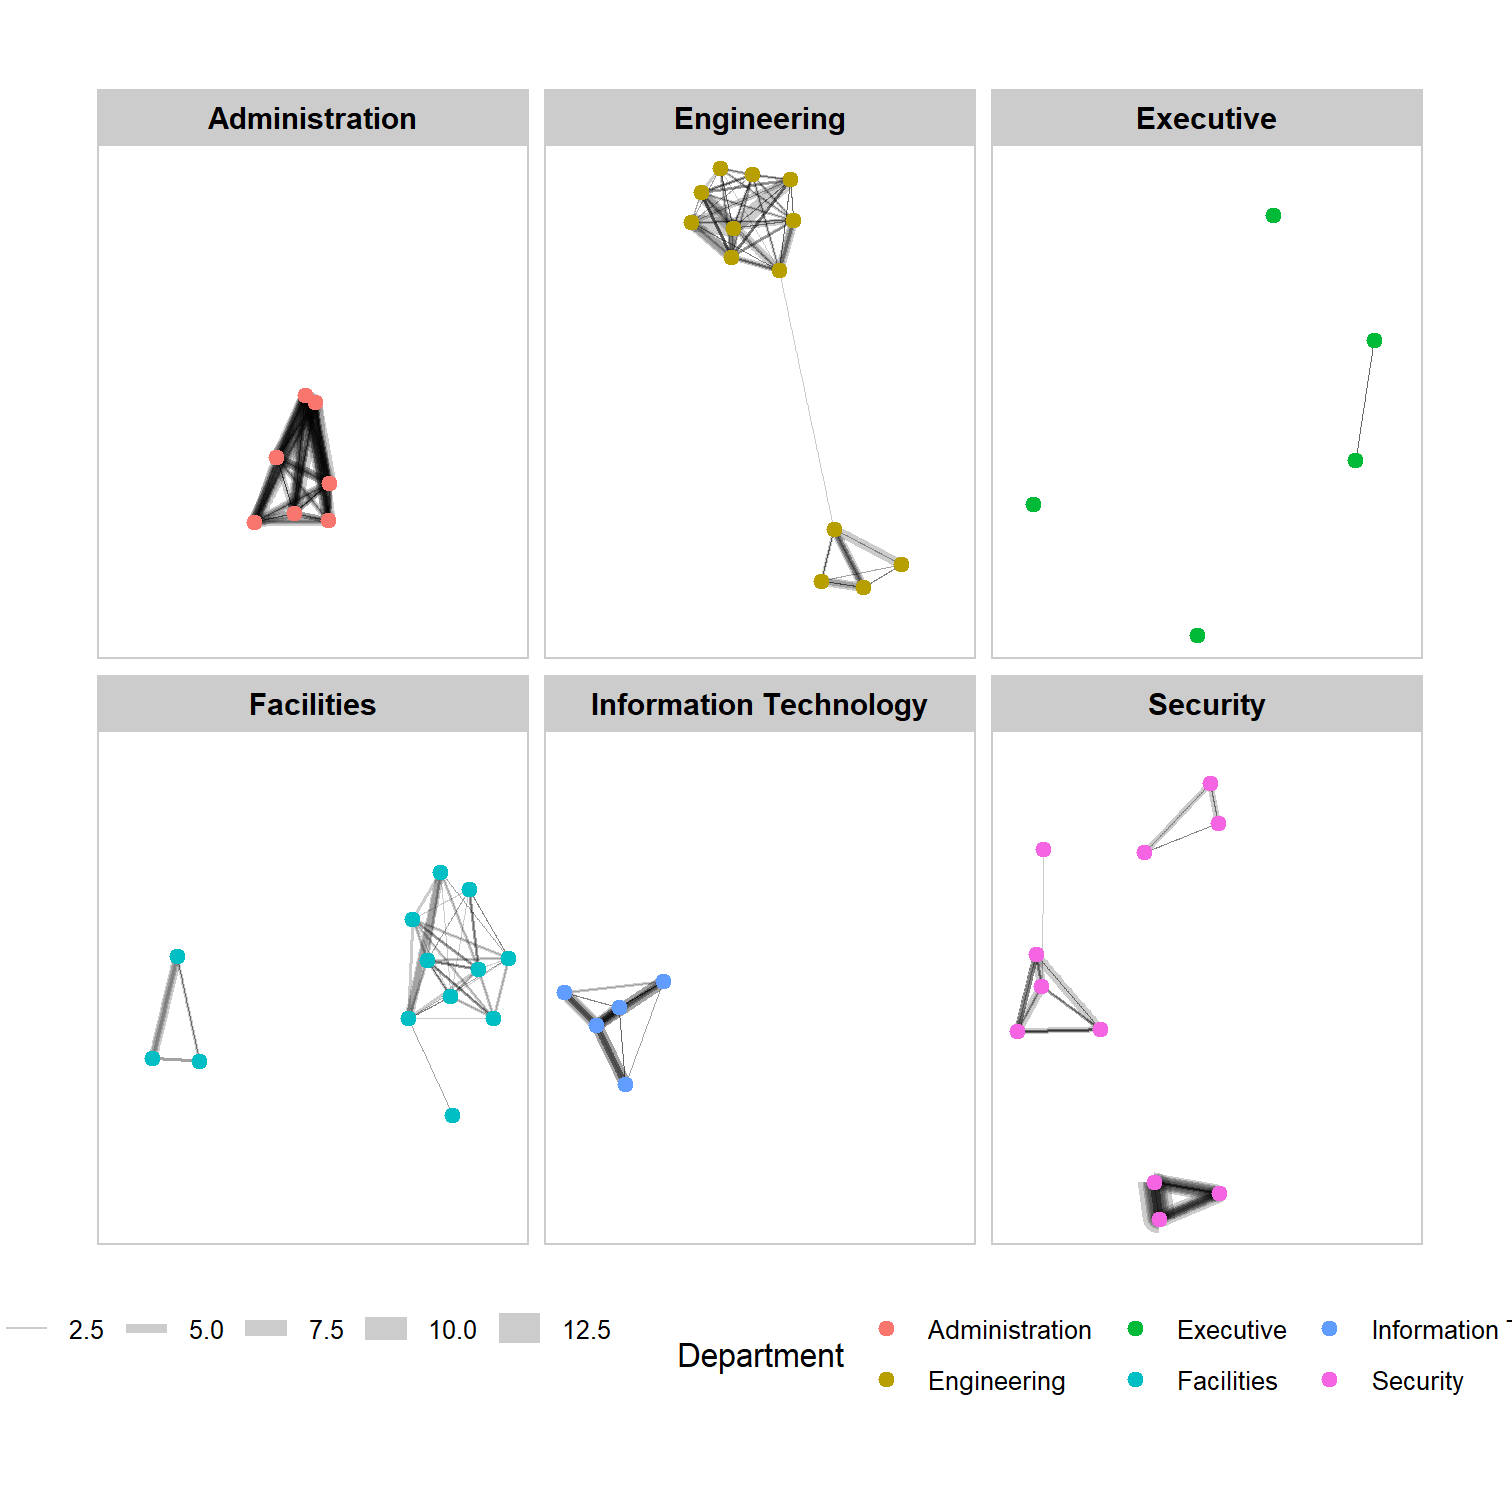 Administration
Engineering
Executive
Facilities
Information Technology
Security
2.5 5.0 7.5 10.0 12.5
Department
Administration Executive Information T
Engineering Facilities Security